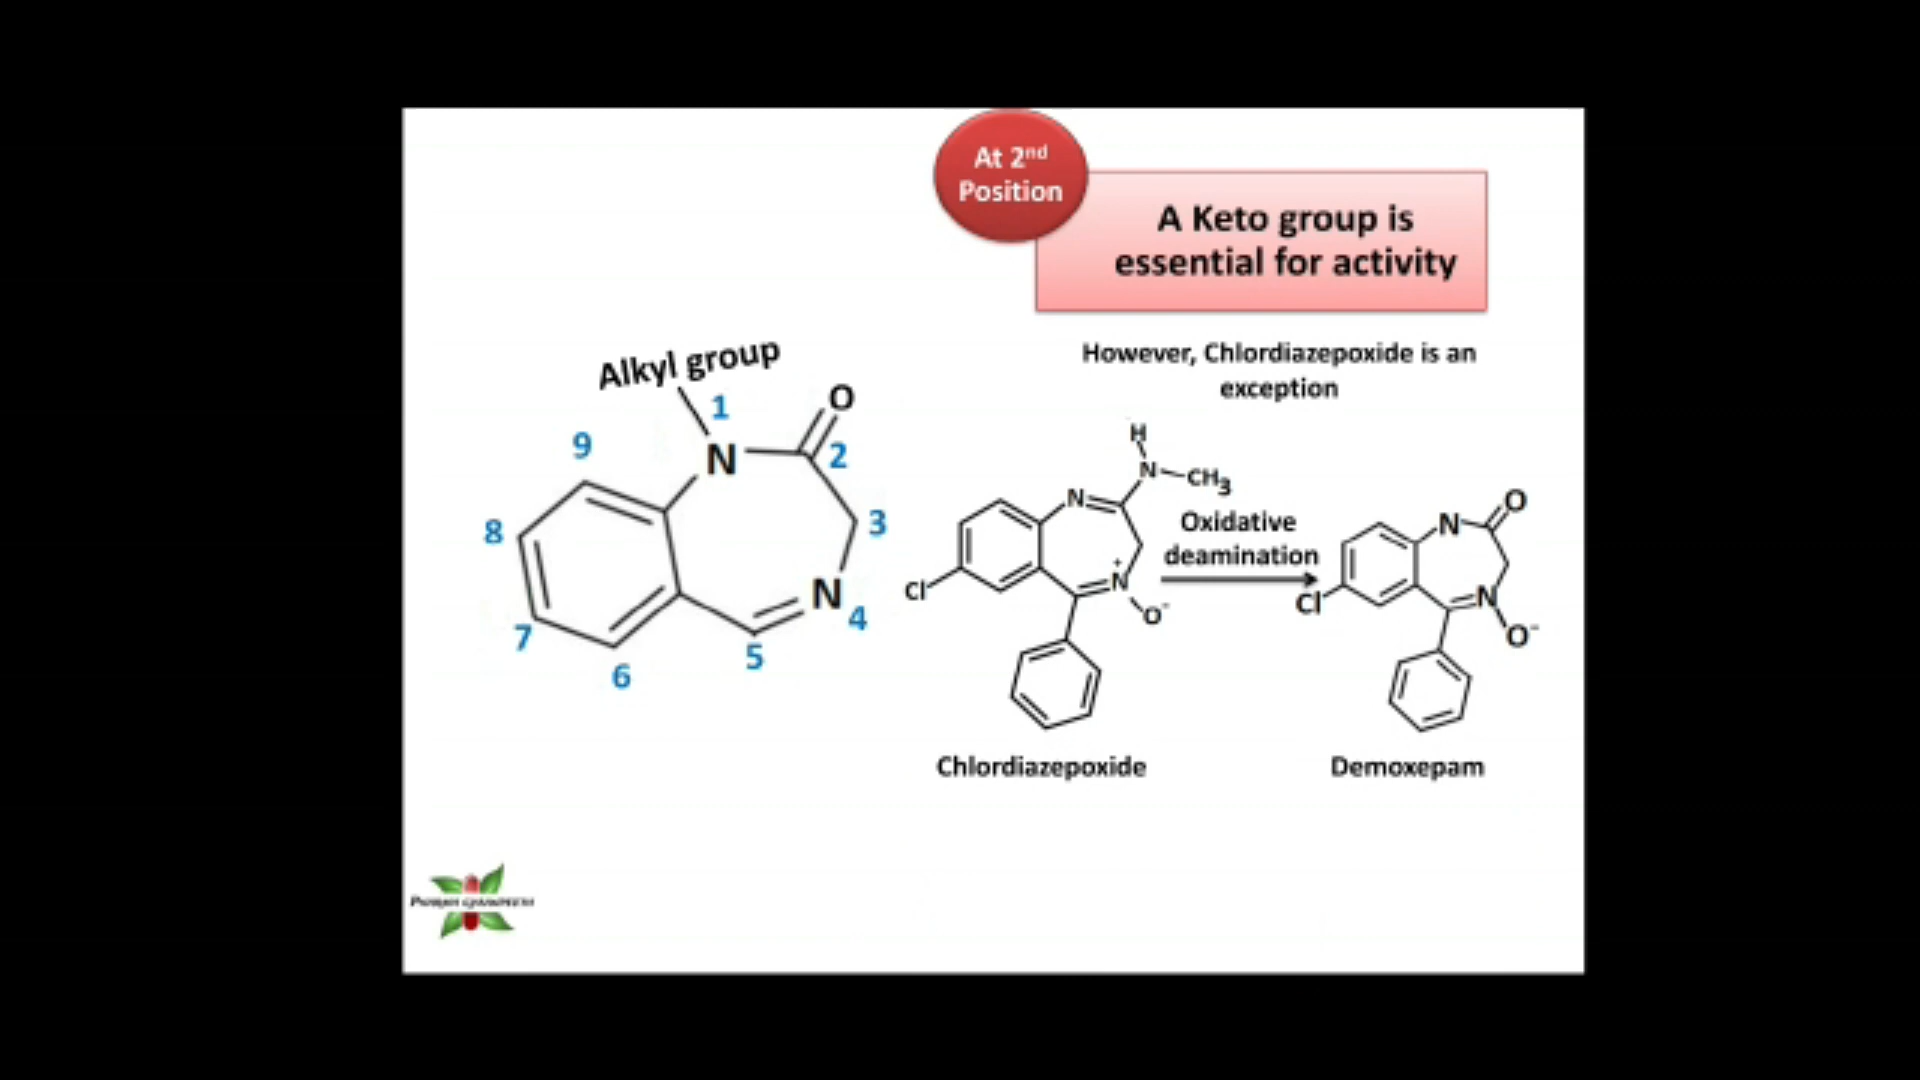 At 2nd
Position
A Keto group is
essential for activity
However, Chlordiazepoxide is an
exception
Alkyl group
1
O
9
N
2
8
3
N
4
7
5
6
H
N
CH3
N
Cl
+
N
O-
Oxidative
deamination
O
N
Cl
N
O-
Chlordiazepoxide
Demoxepam